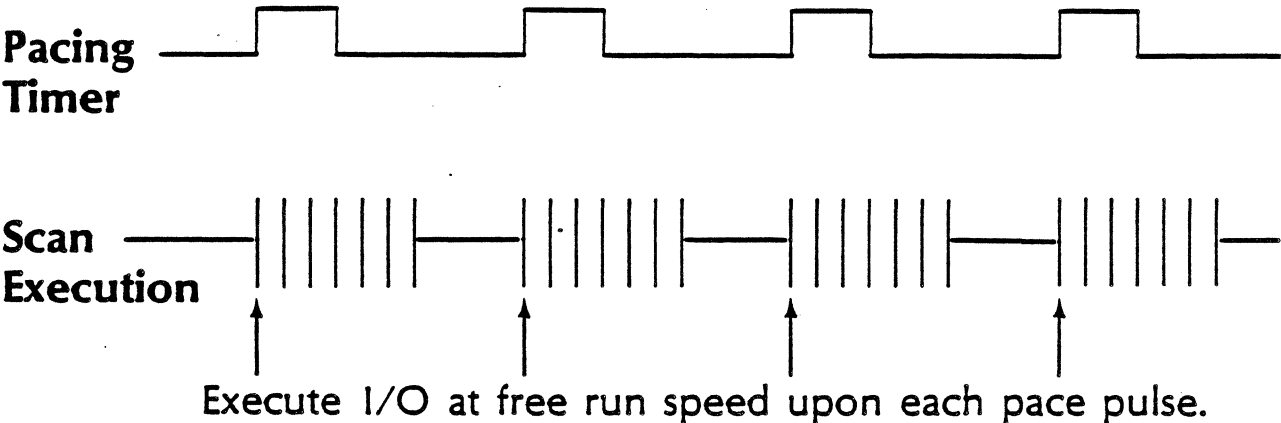 Pacing
Timer
Scan
Execution
Execute I/O at free run speed upon each pace pulse.